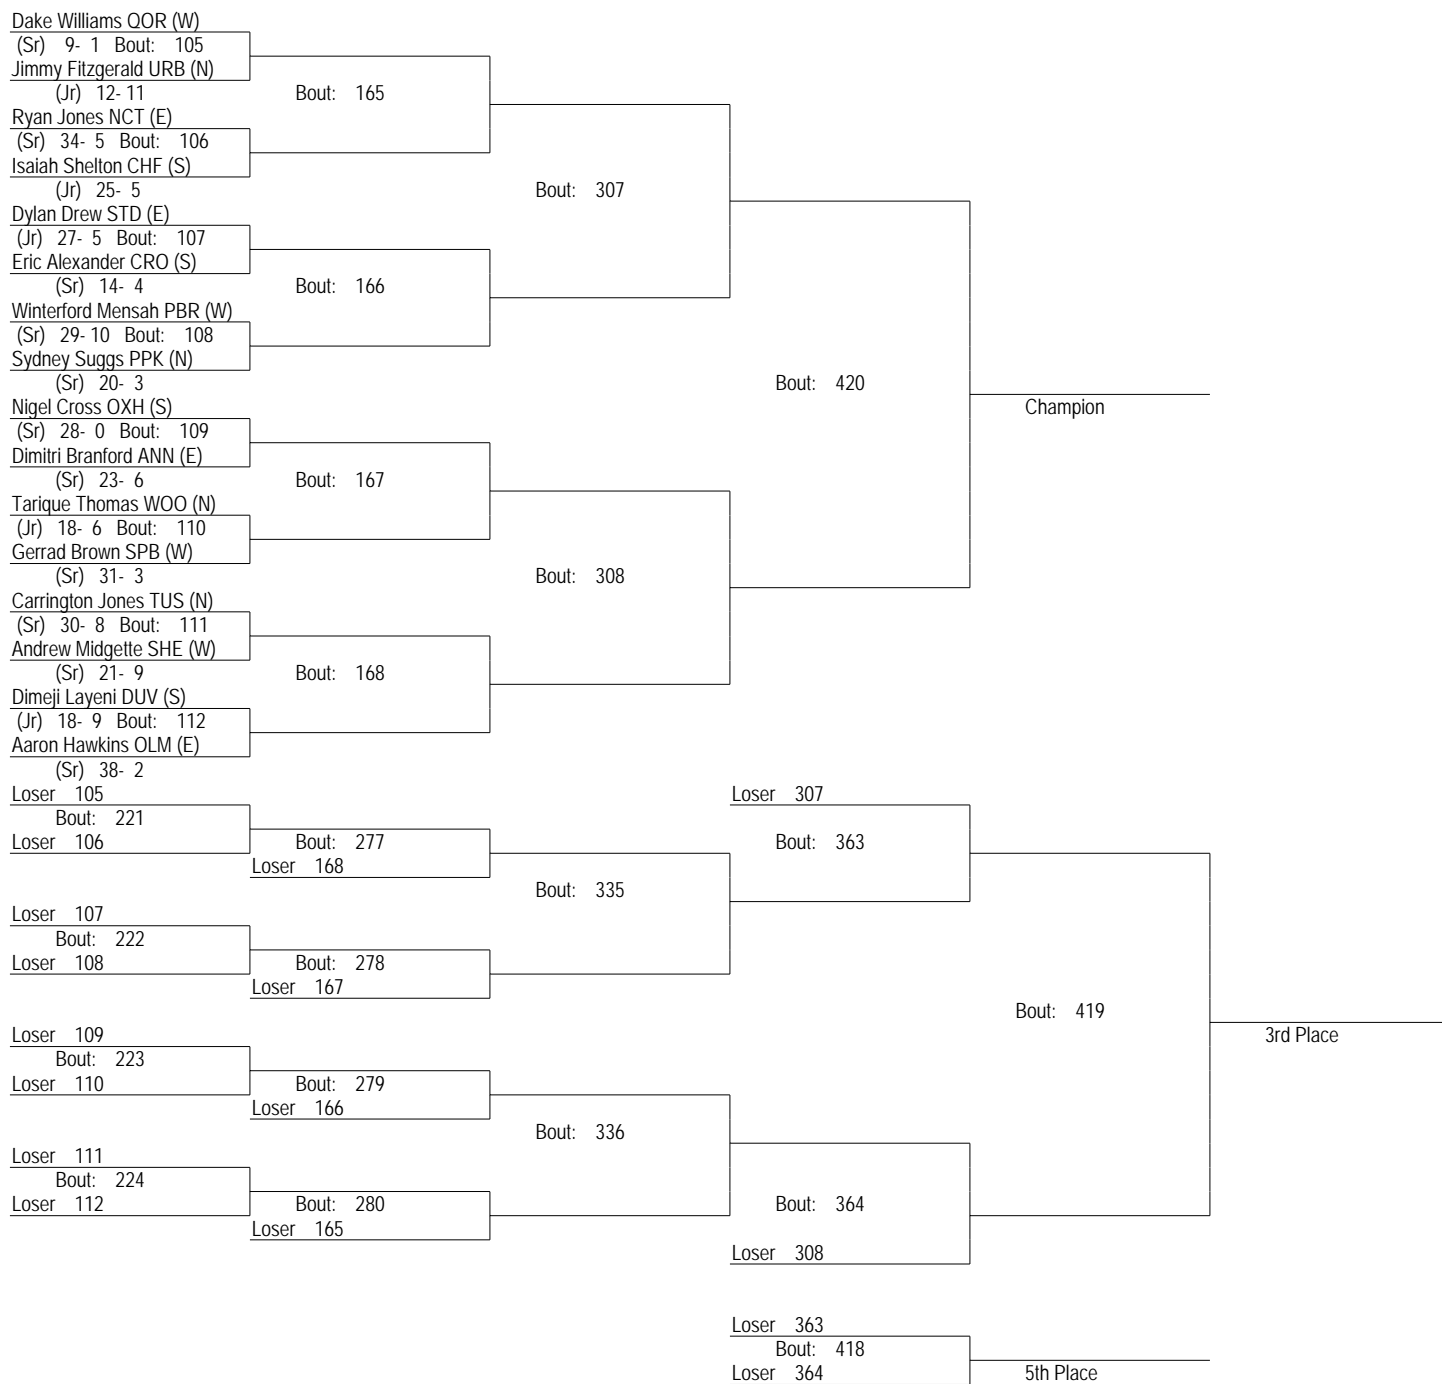 Dake Williams QOR (W)
(Sr) 9- 1 Bout: 105
Jimmy Fitzgerald URB (N)
(Jr) 12- 11 Bout: 165
Ryan Jones NCT (E)
(Sr) 34- 5 Bout: 106
Isaiah Shelton CHF (S)
(Jr) 25- 5 Bout: 307
Dylan Drew STD (E)
(Jr) 27- 5 Bout: 107
Eric Alexander CRO (S)
(Sr) 14- 4 Bout: 166
Winterford Mensah PBR (W)
(Sr) 29- 10 Bout: 108
Sydney Suggs PPK (N)
(Sr) 20- 3 Bout: 420
Nigel Cross OXH (S) Champion
(Sr) 28- 0 Bout: 109
Dimitri Branford ANN (E)
(Sr) 23- 6 Bout: 167
Tarique Thomas WOO (N)
(Jr) 18- 6 Bout: 110
Gerrad Brown SPB (W)
(Sr) 31- 3 Bout: 308
Carrington Jones TUS (N)
(Sr) 30- 8 Bout: 111
Andrew Midgette SHE (W)
(Sr) 21- 9 Bout: 168
Dimeji Layeni DUV (S)
(Jr) 18- 9 Bout: 112
Aaron Hawkins OLM (E)
(Sr) 38- 2
Loser 105 Loser 307
Bout: 221
Loser 106 Bout: 277 Bout: 363
Loser 168
Bout: 335
Loser 107
Bout: 222
Loser 108 Bout: 278
Loser 167
Bout: 419
Loser 109 3rd Place
Bout: 223
Loser 110 Bout: 279
Loser 166
Bout: 336
Loser 111
Bout: 224
Loser 112 Bout: 280 Bout: 364
Loser 165
Loser 308
Loser 363
Bout: 418
Loser 364 5th Place